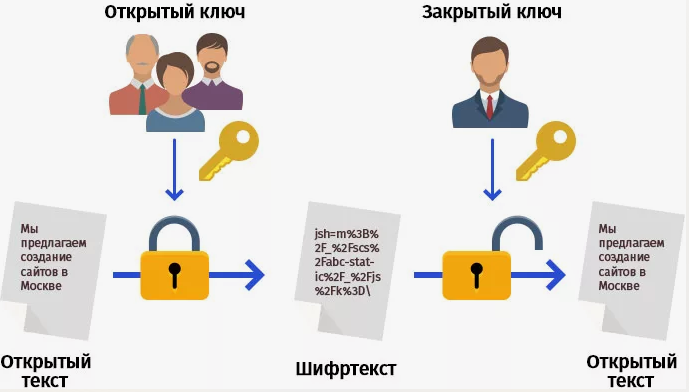 Открытый ключ
Закрытый ключ
Мы
предлагаем
создание
сайтов в
Москве
jsh=m%3B%
2F_%2Fscs%
2Fabc-stat-
ic%2F_%2Fjs
%2Fk%3D\
Мы
предлагаем
создание
сайтов в
Москве
Открытый
текст
Шифртекст
Открытый
текст